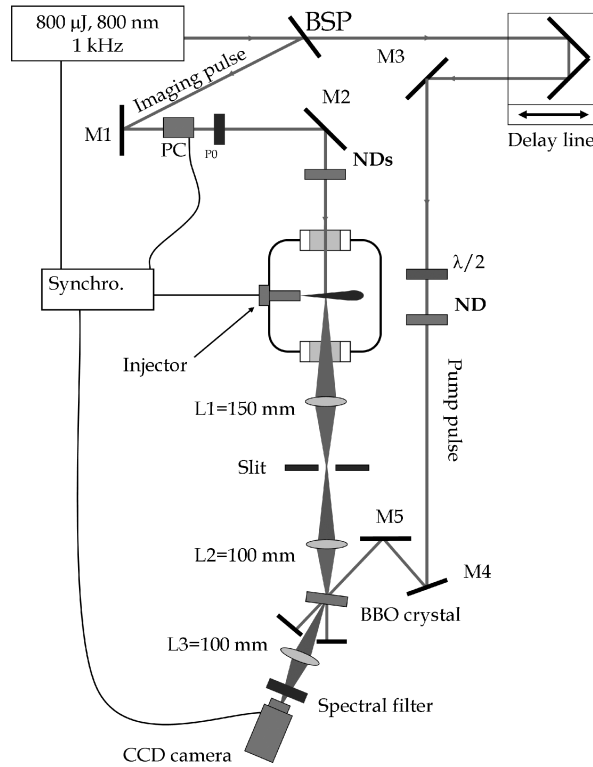 800 µJ, 800 nm
1 kHz
BSP
M3
Imaging pulse
M2
M1
PC
P0
NDs
Delay line
λ/2
Synchro.
ND
Injector
Pump pulse
L1=150 mm
Slit
M5
L2=100 mm
M4
BBO crystal
L3=100 mm
Spectral filter
CCD camera